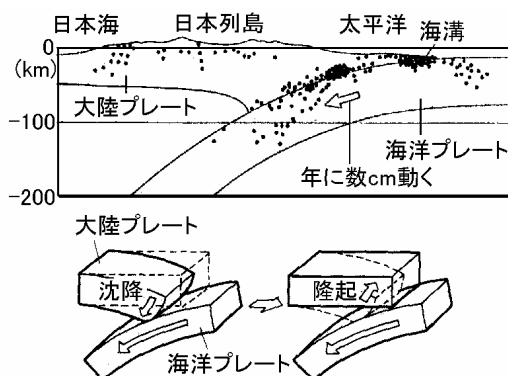 日本海 日本列島 太平洋
海溝
0
(km)
大陸プレート
-100
海洋プレート
年に数cm動く
-200
大陸プレート
沈降
隆起
海洋プレート